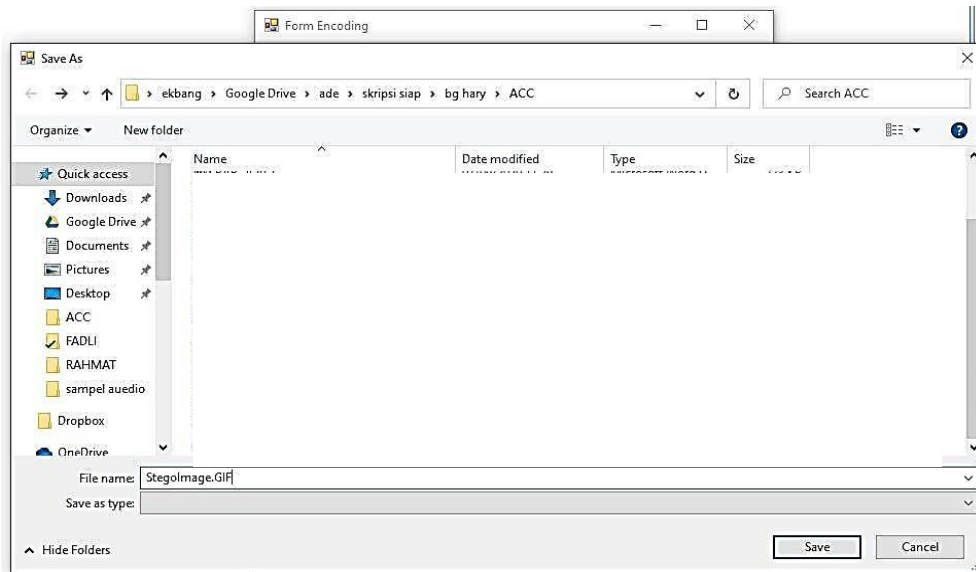 Form Encoding
Save As
ekbang > Google Drive > ade > skripsi siap > bg hary > ACC
Search ACC
Organize
New folder
Name
Date modified
Type
Size
Quick access
Downloads
Google Drive
Documents
Pictures
Desktop
ACC
FADLI
RAHMAT
sampel auedio
Dropbox
OneDrive
File name: StegoImage.GIF
Save as type:
Hide Folders
Save
Cancel